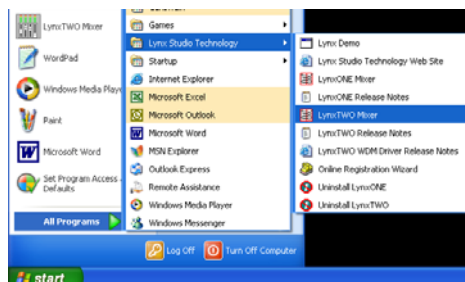 LynxTWO Mixer
WordPad
Windows Media Playe
Paint
Microsoft Word
Set Program Access
Defaults
All Programs
Games
Lynx Studio Technology
Startup
Internet Explorer
Microsoft Excel
Microsoft Outlook
Microsoft Word
MSN Explorer
Outlook Express
Remote Assistance
Windows Media Player
Windows Messenger
Lynx Demo
Lynx Studio Technology Web Site
LynxONE Mixer
LynxONE Release Notes
LynxTWO Mixer
LynxTWO Release Notes
LynxTWO WDM Driver Release Notes
Online Registration Wizard
Uninstall LynxONE
Uninstall LynxTWO
Log Off
Turn Off Computer
start